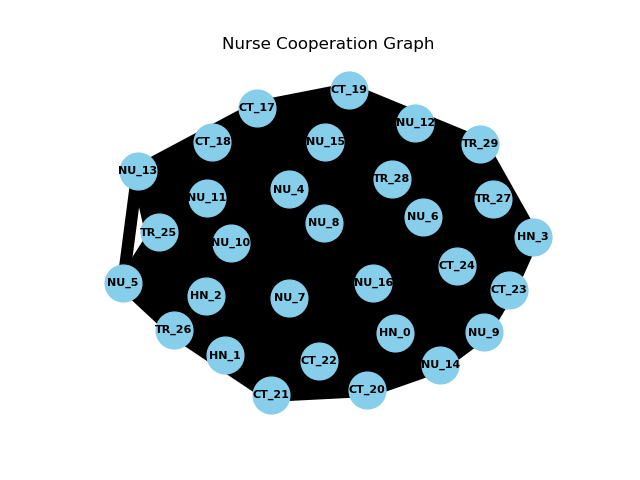 Nurse Cooperation Graph
CT_19
CT_17
NU_12
CT_18
NU_15
TR_29
NU_13
TR_28
NU_4
NU_11
TR_27
NU_6
NU_8
TR_25
HN_3
NU_10
CT_24
NU_5
NU_16
CT_23
HN_2
NU_7
TR_26
NU_9
HN_0
HN_1
CT_22
NU_14
CT_20
CT_21